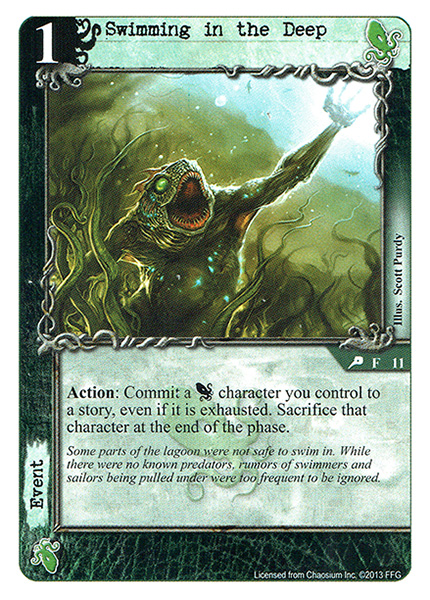 1
Swimming in the Deep
Illus. Scott Purdy
F 11
Action: Commit a character you control to
a story, even if it is exhausted. Sacrifice that
character at the end of the phase.
Some parts of the lagoon were not safe to swim in. While
there were no known predators, rumors of swimmers and
sailors being pulled under were too frequent to be ignored.
Event
Licensed from Chaosium Inc. ©2013 FFG